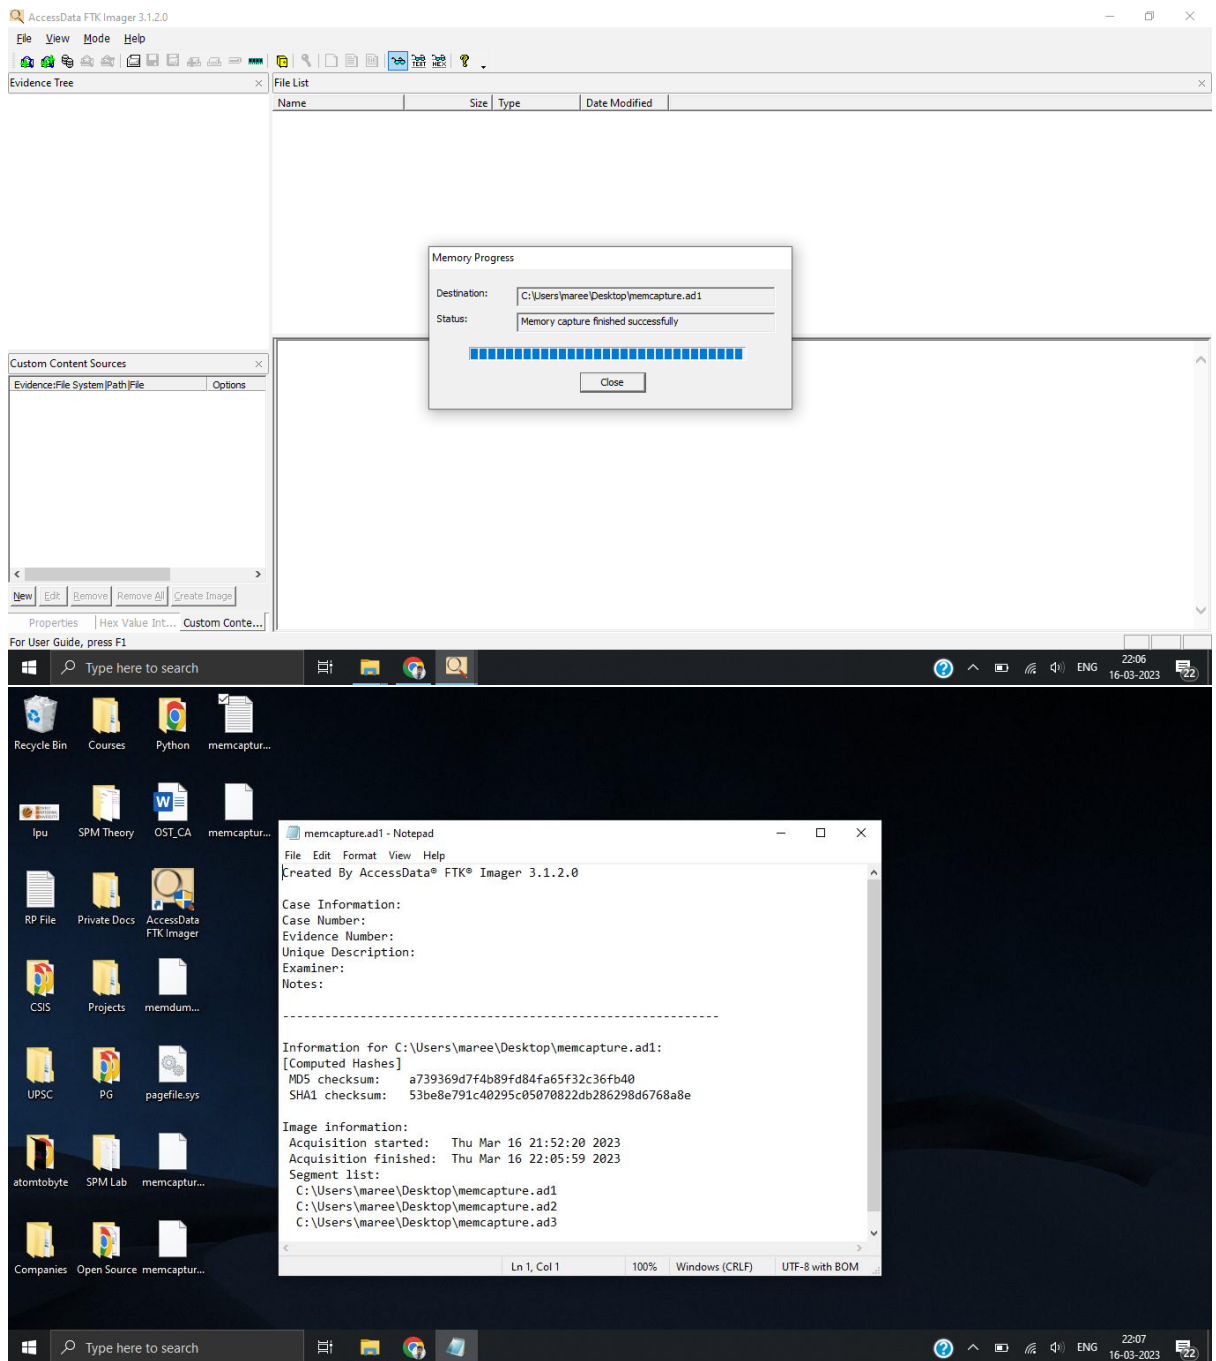 AccessData FTK Imager 3.1.2.0
File View Mode Help
Evidence Tree
File List
Name Size Type Date Modified
Memory Progress
Destination: C:\Users\maree\Desktop\memcapture.ad1
Status: Memory capture finished successfully
Close
Custom Content Sources
Evidence:File System|Path|File Options
New Edit Remove Remove All Create Image
Properties Hex Value Int... Custom Conte...
For User Guide, press F1
Type here to search
ENG
22:06
16-03-2023
22
Recycle Bin Courses Python memcaptur...
lpu SPM Theory OST_CA memcaptur...
RP File Private Docs AccessData FTK Imager
CSIS Projects memdum...
UPSC PG pagefile.sys
atomtobyte SPM Lab memcaptur...
Companies Open Source memcaptur...
memcapture.ad1 - Notepad
File Edit Format View Help
Created By AccessData® FTK® Imager 3.1.2.0
Case Information:
Case Number:
Evidence Number:
Unique Description:
Examiner:
Notes:
--------------------------------------------------------------
Information for C:\Users\maree\Desktop\memcapture.ad1:
[Computed Hashes]
MD5 checksum: a739369d7f4b89fd84fa65f32c36fb40
SHA1 checksum: 53be8e791c40295c05070822db286298d6768a8e
Image information:
Acquisition started: Thu Mar 16 21:52:20 2023
Acquisition finished: Thu Mar 16 22:05:59 2023
Segment list:
C:\Users\maree\Desktop\memcapture.ad1
C:\Users\maree\Desktop\memcapture.ad2
C:\Users\maree\Desktop\memcapture.ad3
Ln 1, Col 1 100% Windows (CRLF) UTF-8 with BOM
Type here to search
ENG
22:07
16-03-2023
22